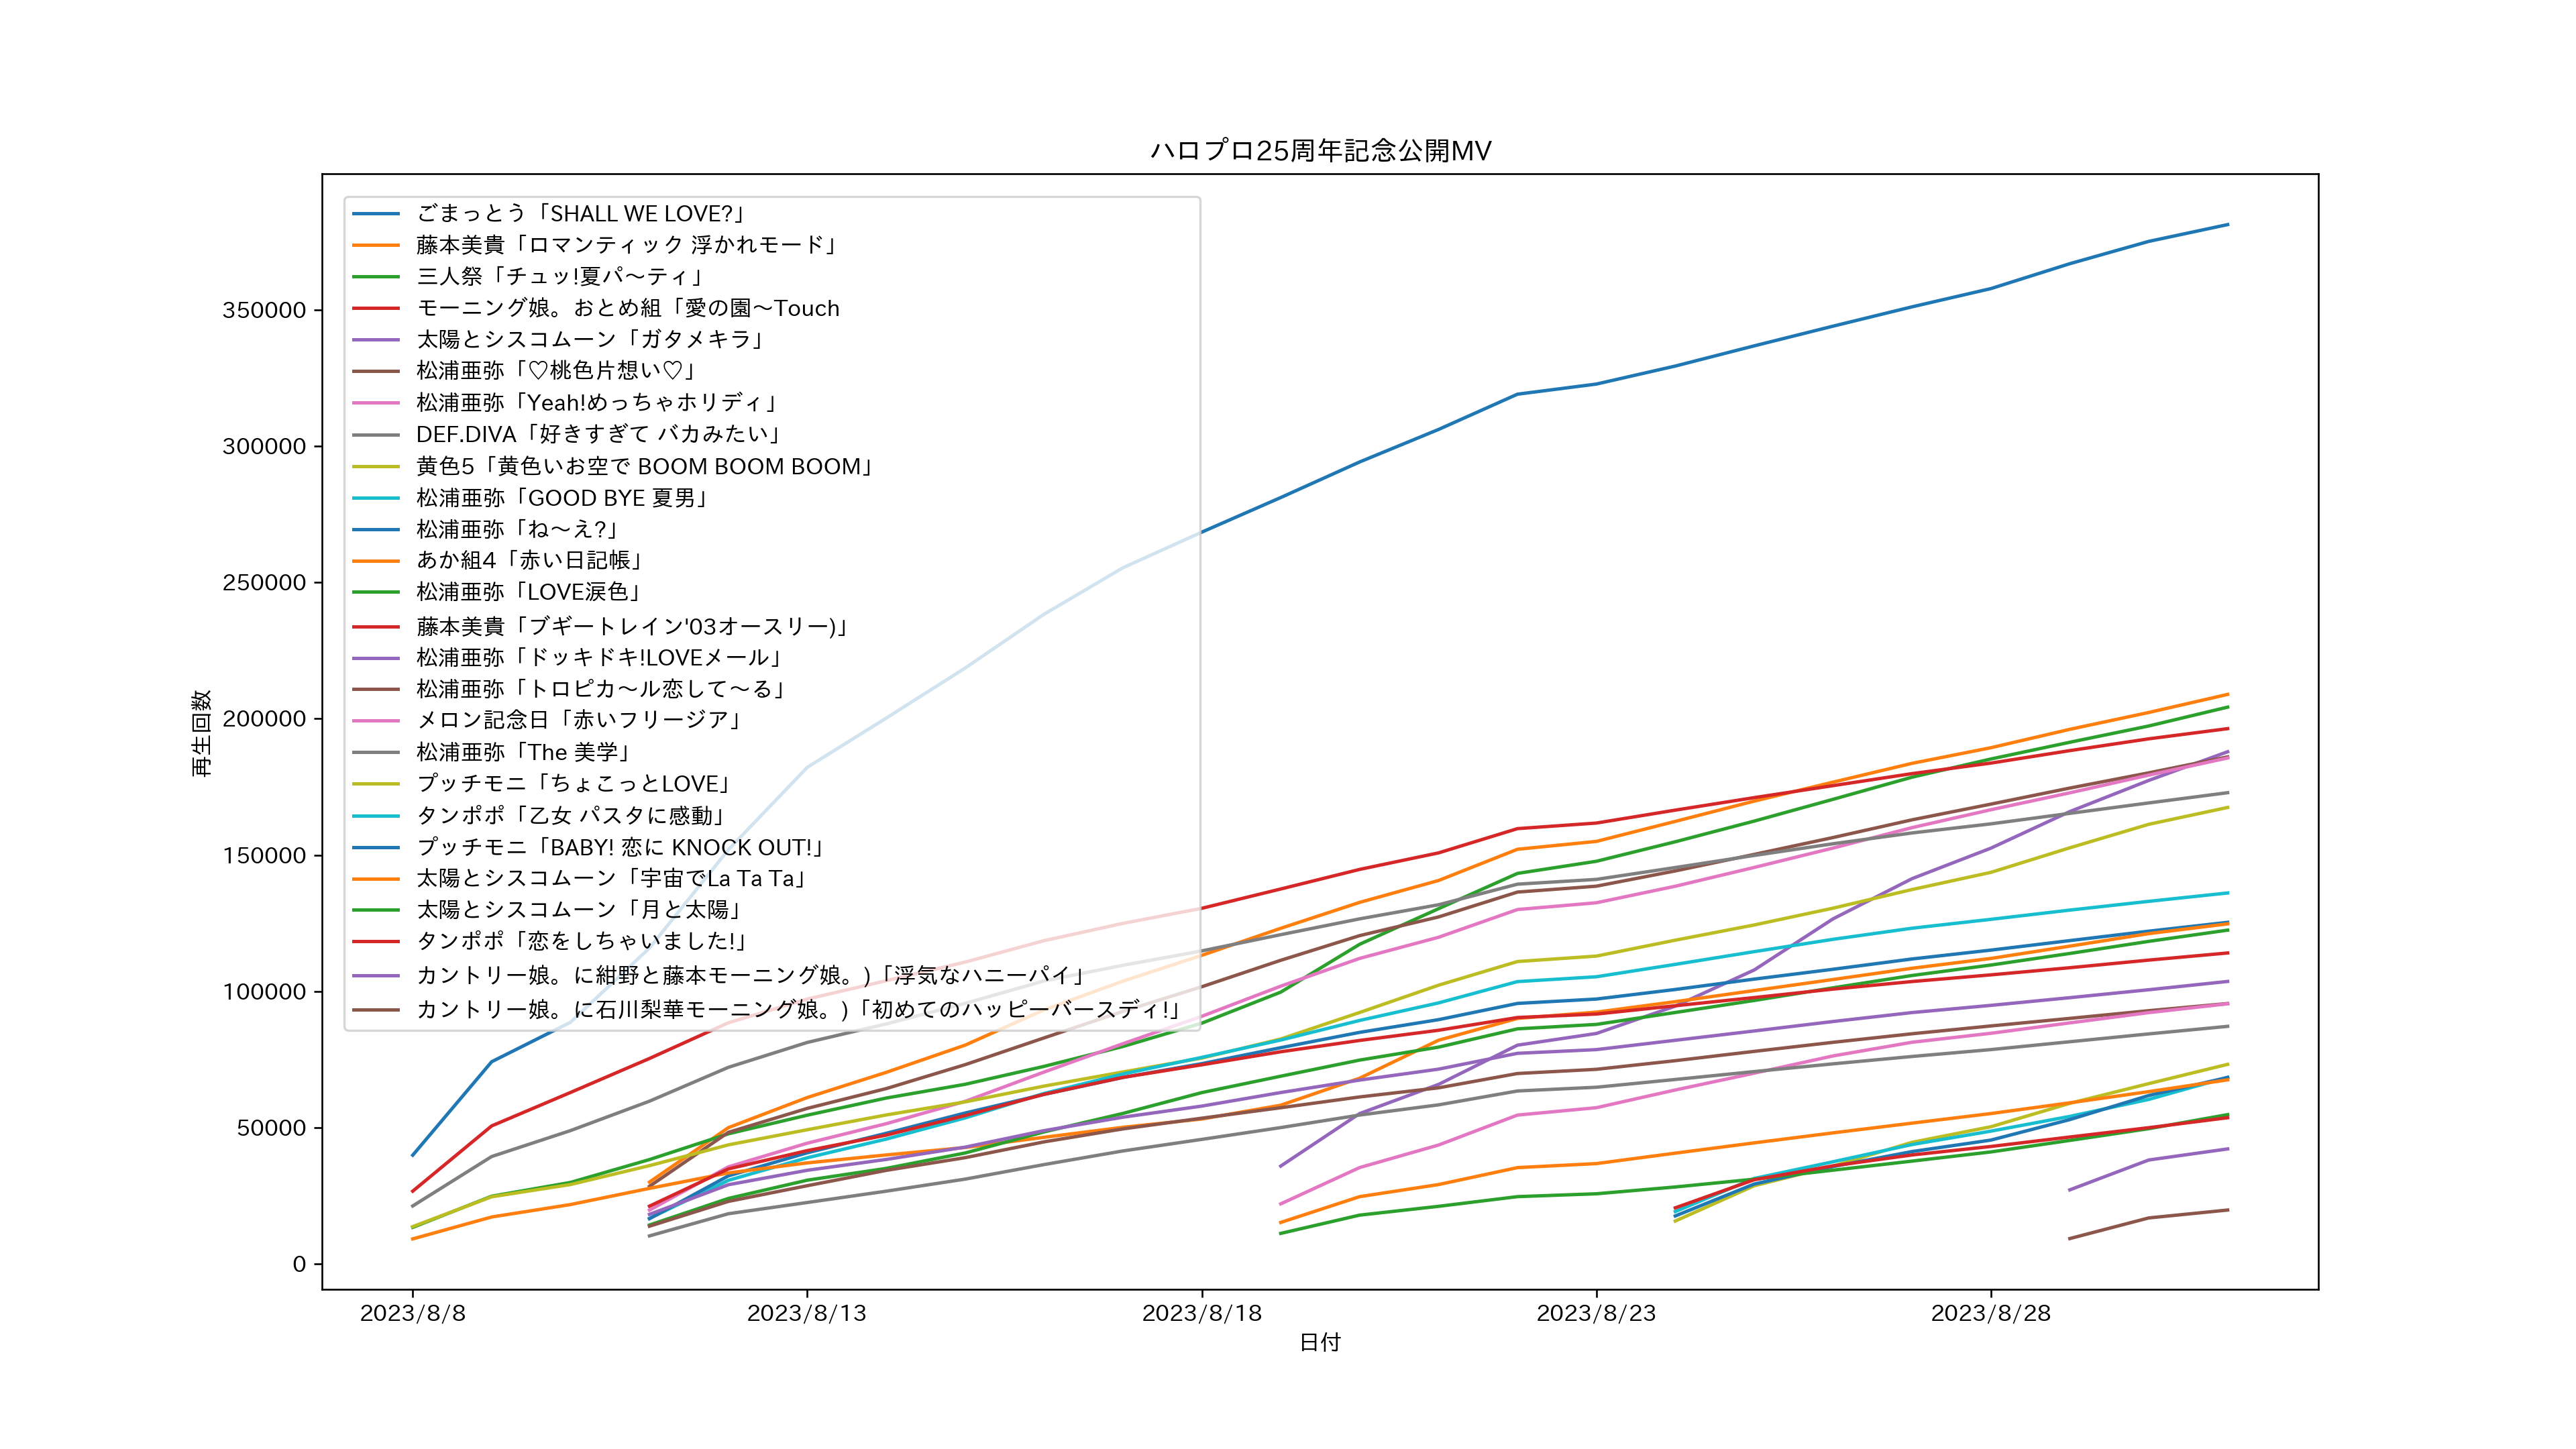 ハロプロ25周年記念公開MV
ごまっとう「SHALL WE LOVE?」
藤本美貴「ロマンティック 浮かれモード」
三人祭「チュッ!夏パ〜ティ」
モーニング娘。おとめ組「愛の園〜Touch
太陽とシスコムーン「ガタメキラ」
松浦亜弥「♡桃色片想い♡」
松浦亜弥「Yeah!めっちゃホリディ」
DEF.DIVA「好きすぎて バカみたい」
黄色5「黄色いお空で BOOM BOOM BOOM」
松浦亜弥「GOOD BYE 夏男」
松浦亜弥「ね〜え?」
あか組4「赤い日記帳」
松浦亜弥「LOVE涙色」
藤本美貴「ブギートレイン'03オースリー)」
松浦亜弥「ドッキドキ!LOVEメール」
松浦亜弥「トロピカ〜ル恋して〜る」
メロン記念日「赤いフリージア」
松浦亜弥「The 美学」
プッチモニ「ちょこっとLOVE」
タンポポ「乙女 パスタに感動」
プッチモニ「BABY! 恋に KNOCK OUT!」
太陽とシスコムーン「宇宙でLa Ta Ta」
太陽とシスコムーン「月と太陽」
タンポポ「恋をしちゃいました!」
カントリー娘。に紺野と藤本モーニング娘。)「浮気なハニーパイ」
カントリー娘。に石川梨華モーニング娘。)「初めてのハッピーバースディ!」
再生回数
350000
300000
250000
200000
150000
100000
50000
0
2023/8/8
2023/8/13
2023/8/18
2023/8/23
2023/8/28
日付